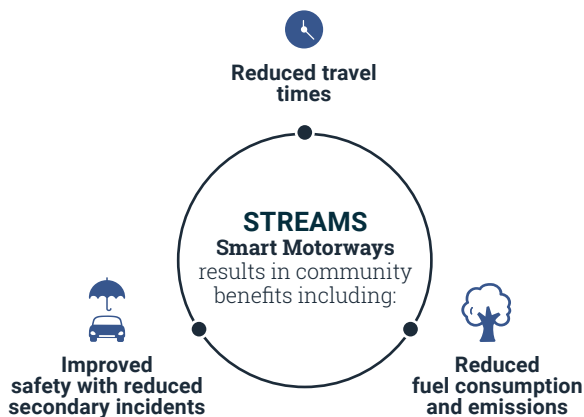 Reduced travel
times
STREAMS
Smart Motorways
results in community
benefits including:
Improved
safety with reduced
secondary incidents
Reduced
fuel consumption
and emissions